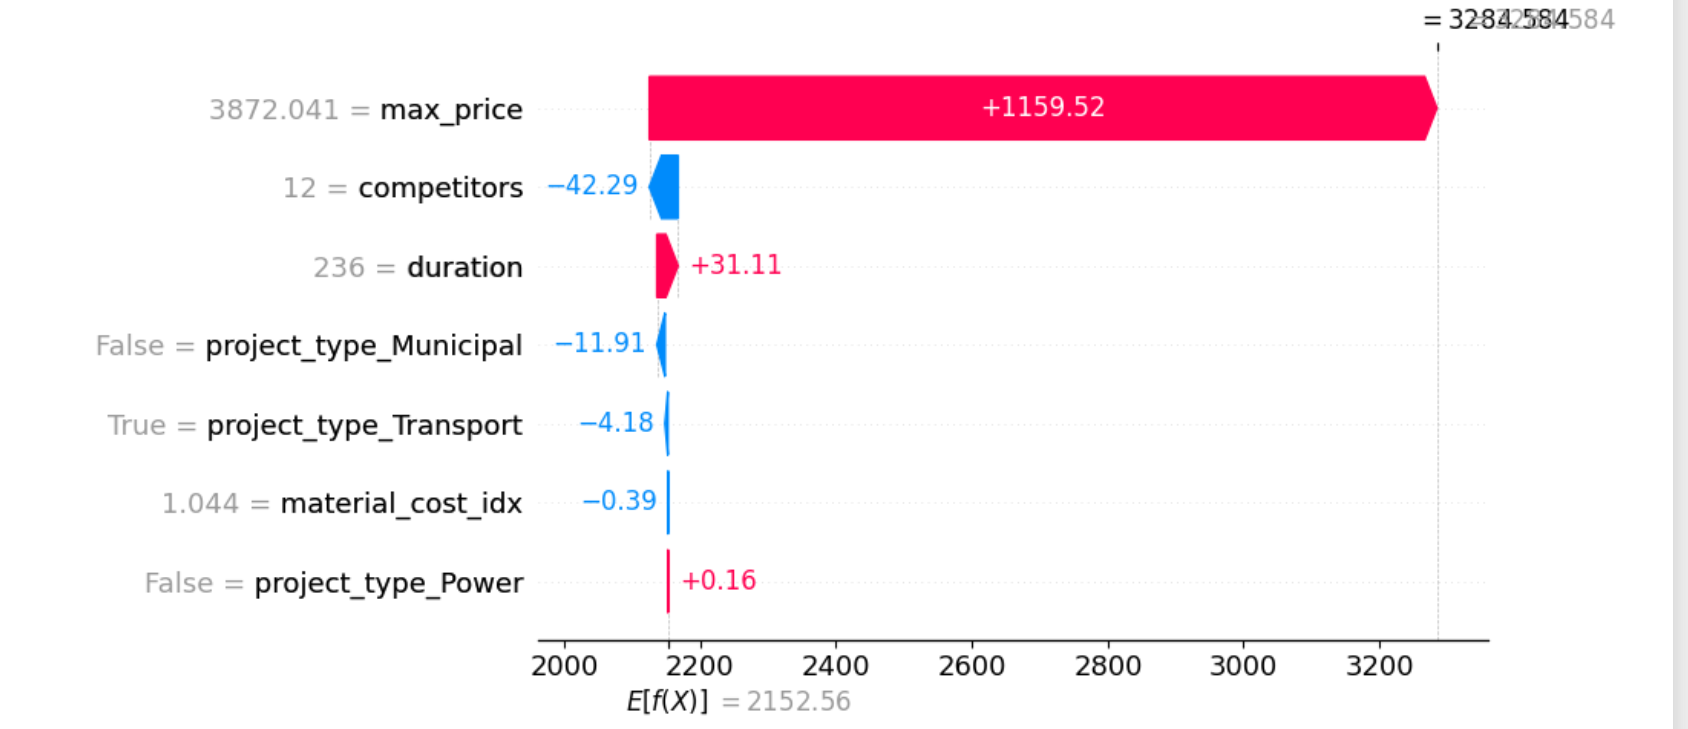 = 3284.584
= 3284.584
3872.041 = max_price
+1159.52
12 = competitors
−42.29
236 = duration
+31.11
False = project_type_Municipal
−11.91
True = project_type_Transport
−4.18
1.044 = material_cost_idx
−0.39
False = project_type_Power
+0.16
2000 2200 2400 2600 2800 3000 3200
E[f(X)] = 2152.56